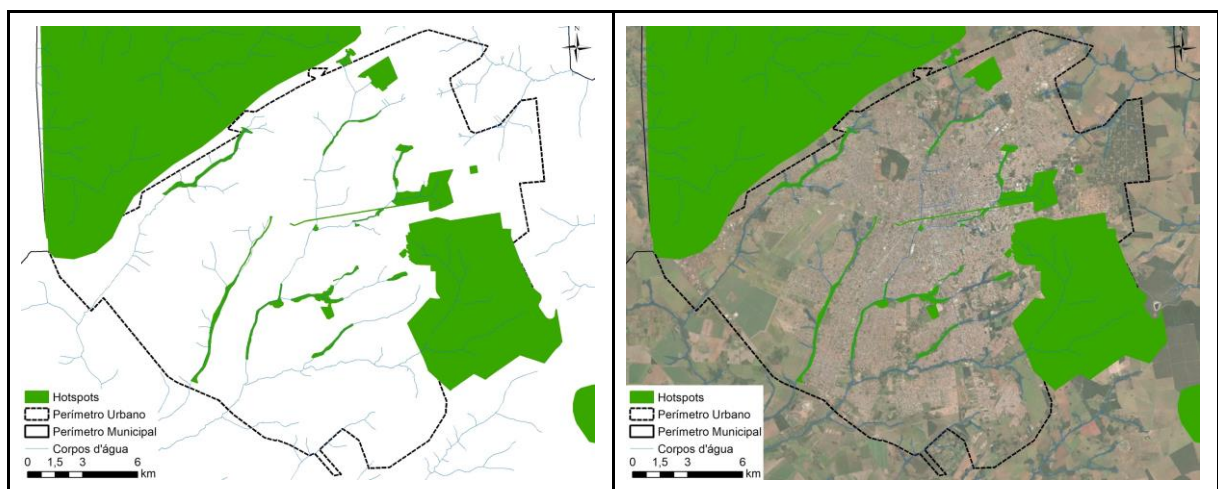 N
Hotspots
Perímetro Urbano
Perímetro Municipal
Corpos d'água
0 1,5 3 6
km
N
Hotspots
Perímetro Urbano
Perímetro Municipal
Corpos d'água
0 1,5 3 6
km